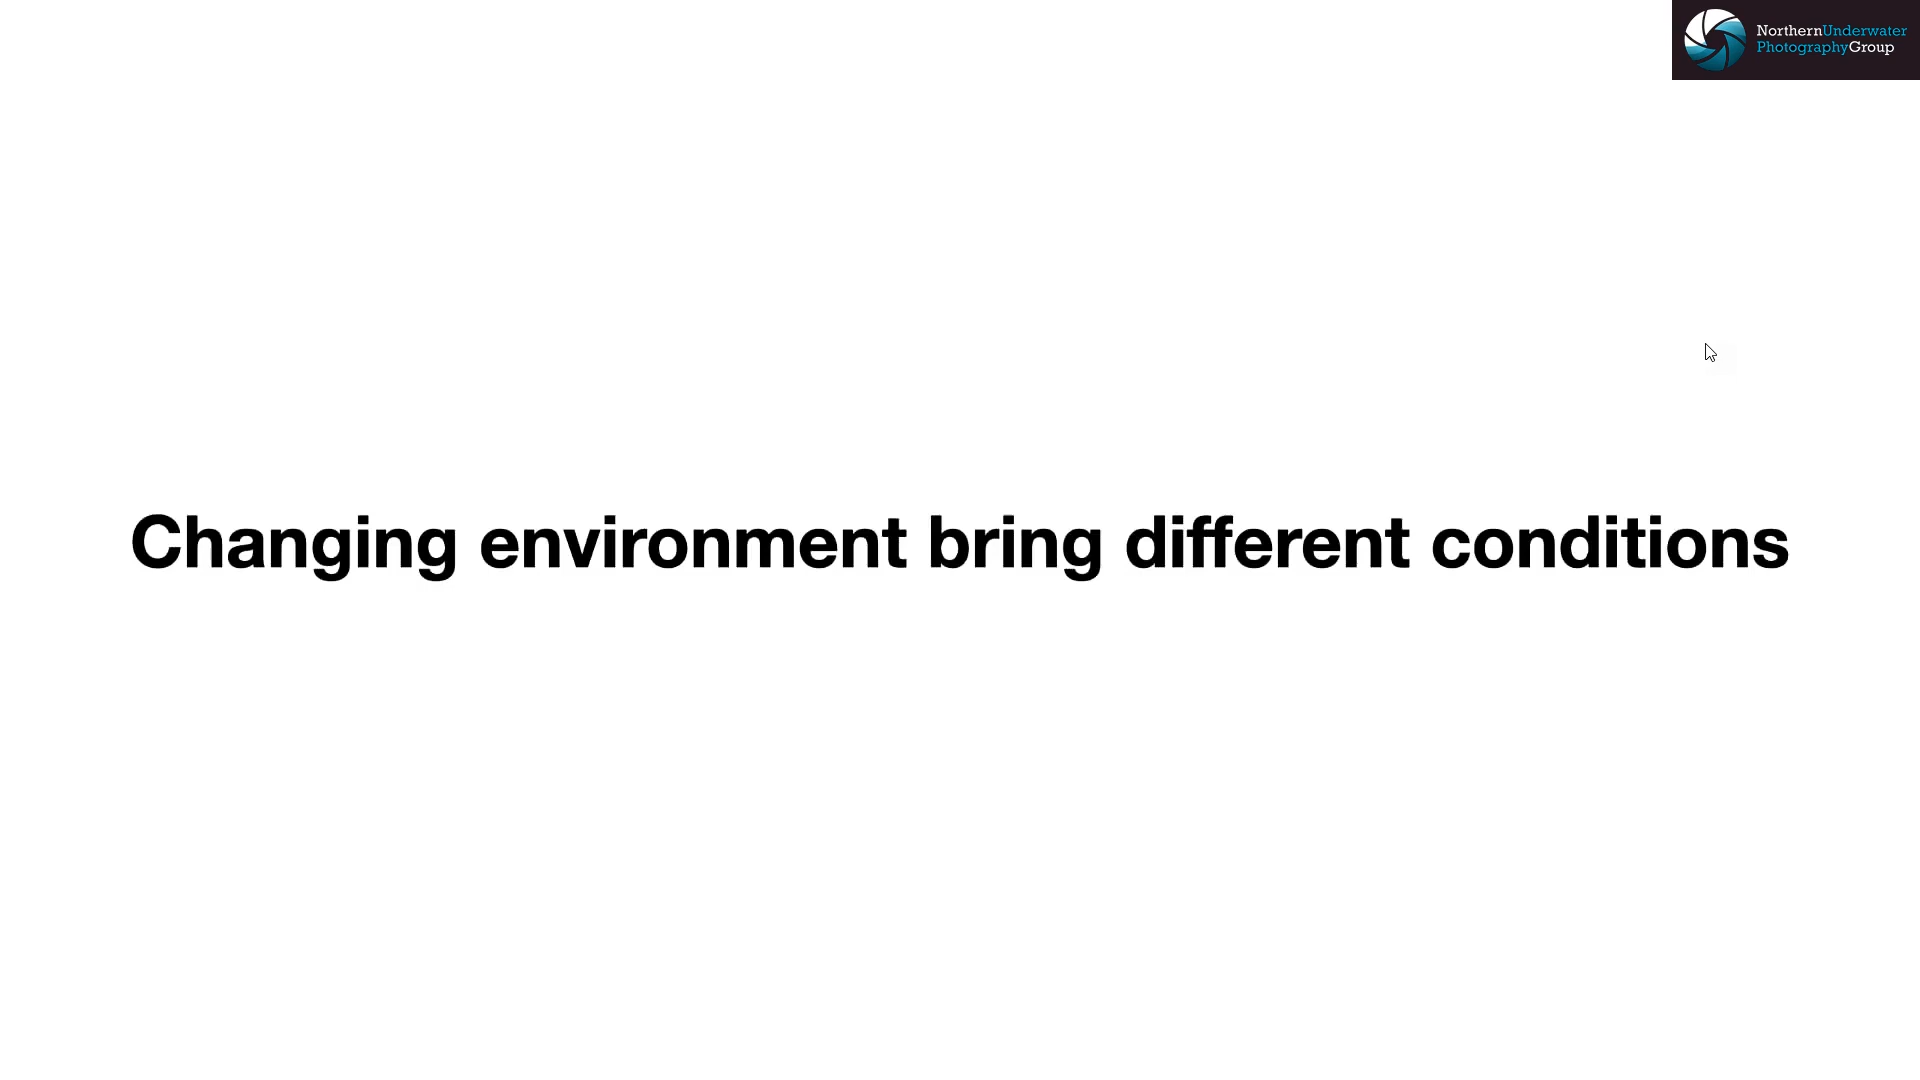 NorthernUnderwater
PhotographyGroup
Changing environment bring different conditions